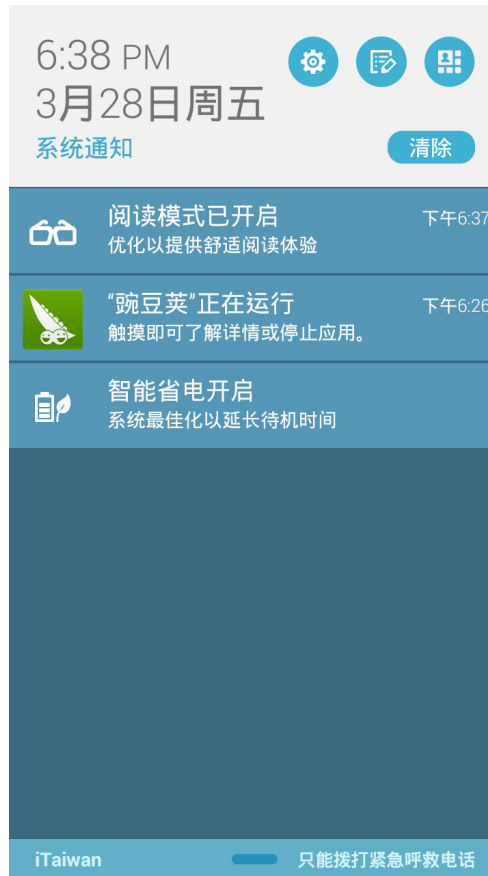 6:38 PM
3月28日周五
系统通知
清除
阅读模式已开启
下午6:37
优化以提供舒适阅读体验
“豌豆荚”正在运行
下午6:26
触摸即可了解详情或停止应用。
智能省电开启
系统最佳化以延长待机时间
iTaiwan
只能拨打紧急呼救电话